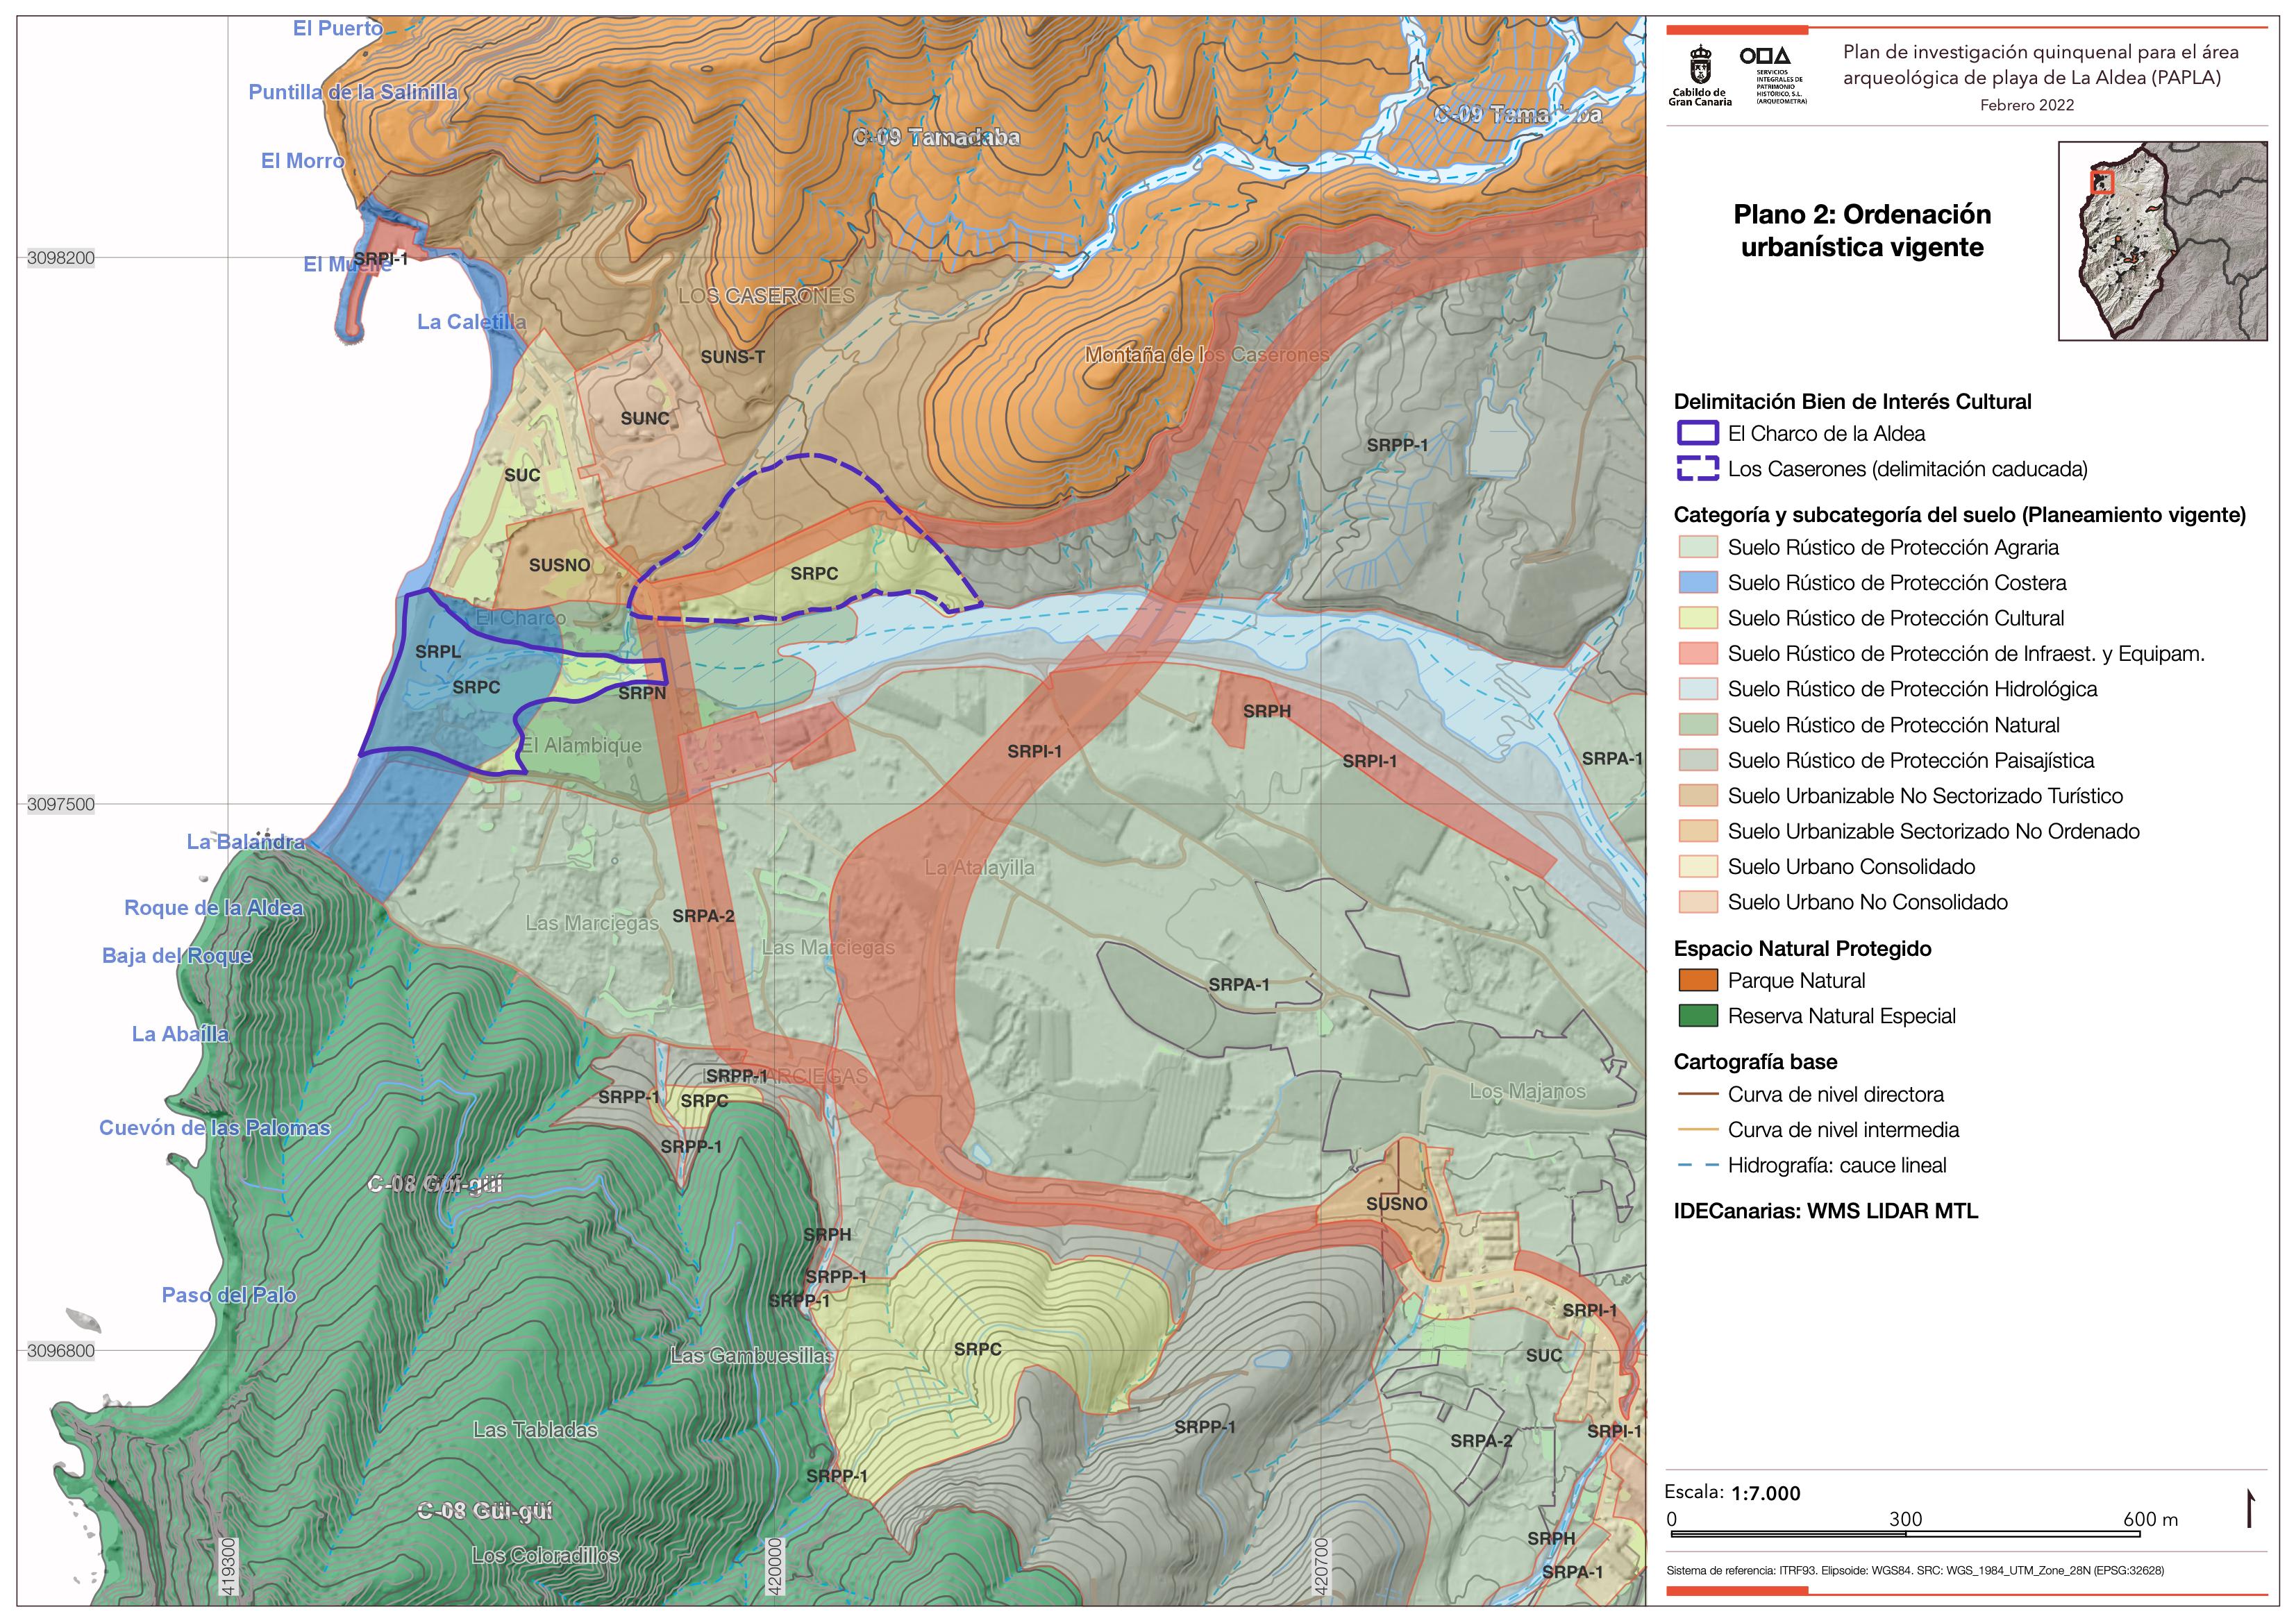 Cabildo de
Gran Canaria
SERVICIOS
INTEGRALES DE
PATRIMONIO
HISTÓRICO, S.L.
(ARQUEOMETRA)
Plan de investigación quinquenal para el área
arqueológica de playa de La Aldea (PAPLA)
Febrero 2022
Plano 2: Ordenación
urbanística vigente
Delimitación Bien de Interés Cultural
El Charco de la Aldea
Los Caserones (delimitación caducada)
Categoría y subcategoría del suelo (Planeamiento vigente)
Suelo Rústico de Protección Agraria
Suelo Rústico de Protección Costera
Suelo Rústico de Protección Cultural
Suelo Rústico de Protección de Infraest. y Equipam.
Suelo Rústico de Protección Hidrológica
Suelo Rústico de Protección Natural
Suelo Rústico de Protección Paisajística
Suelo Urbanizable No Sectorizado Turístico
Suelo Urbanizable Sectorizado No Ordenado
Suelo Urbano Consolidado
Suelo Urbano No Consolidado
Espacio Natural Protegido
Parque Natural
Reserva Natural Especial
Cartografía base
Curva de nivel directora
Curva de nivel intermedia
Hidrografía: cauce lineal
IDECanarias: WMS LIDAR MTL
Escala: 1:7.000
0 300 600 m
Sistema de referencia: ITRF93. Elipsoide: WGS84. SRC: WGS_1984_UTM_Zone_28N (EPSG:32628)
El Puerto
Puntilla de la Salinilla
C-09 Tamadaba
C-09 Tamadaba
El Morro
3098200
El Muelle
SRPI-1
LOS CASERONES
La Caletilla
SUNS-T
Montaña de los Caserones
SUNC
SRPP-1
SUC
SUSNO
SRPC
El Charco
SRPL
SRPC
SRPN
SRPH
El Alambique
SRPI-1
SRPI-1
SRPA-1
3097500
La Balandra
La Atalayilla
Roque de la Aldea
Las Marciegas
SRPA-2
Las Marciegas
Baja del Roque
SRPA-1
La Abaílla
SRPP-1
LAS MARCIEGAS
SRPP-1
SRPC
Los Majanos
Cuevón de las Palomas
SRPP-1
C-08 Güi-güí
SUSNO
SRPH
SRPP-1
Paso del Palo
SRPP-1
SRPI-1
3096800
Las Gambuesillas
SRPC
SUC
Las Tabladas
SRPP-1
SRPA-2
SRPI-1
SRPP-1
C-08 Güi-güí
Los Coloradillos
SRPH
SRPA-1
419300
420000
420700